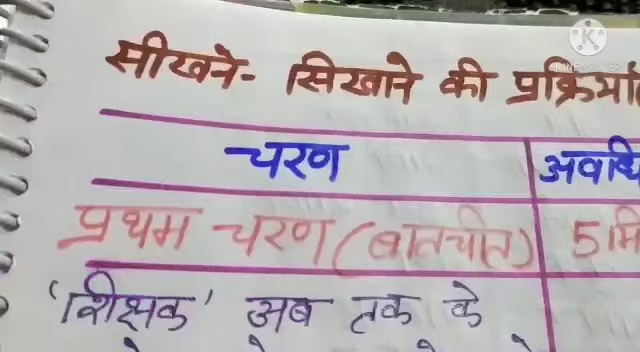 सीखने- सिखाने की
चरण
प्रथम चरण (बातचीत) 5
'शिक्षक' अब तक के